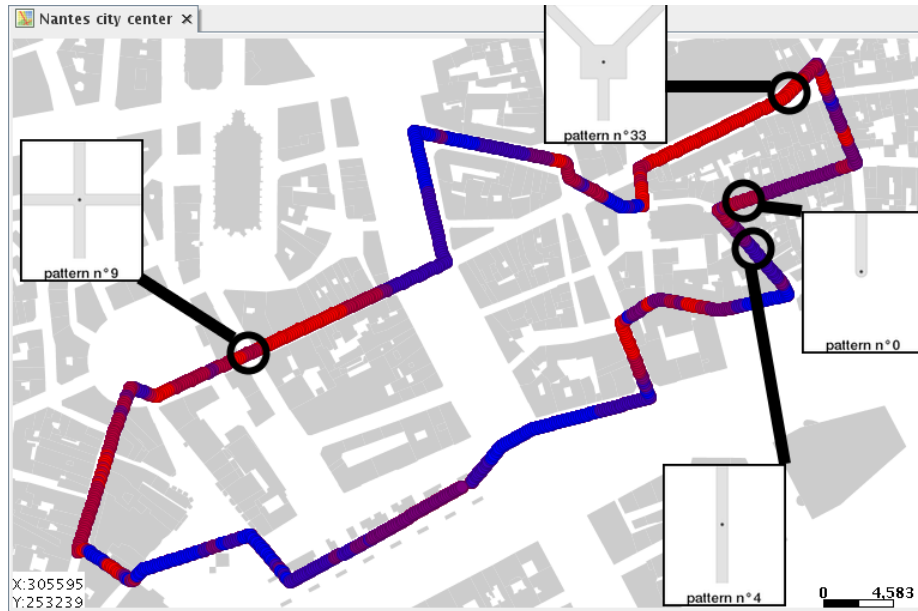 Nantes city center ×
pattern n°33
pattern n°9
pattern n°0
pattern n°4
X:305595
Y:253239
0 4,583